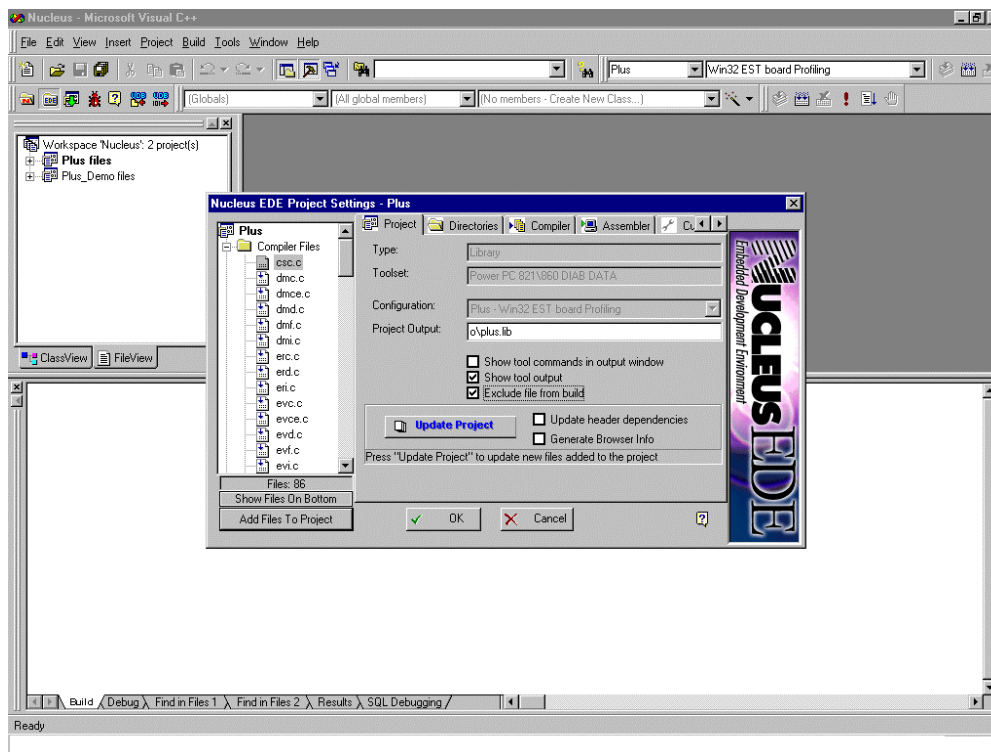 Nucleus - Microsoft Visual C++
File Edit View Insert Project Build Tools Window Help
Plus Win32 EST board Profiling
(Globals) (All global members) (No members - Create New Class...)
Workspace 'Nucleus': 2 project(s)
Plus files
Plus_Demo files
ClassView FileView
Nucleus EDE Project Settings - Plus
Plus
Compiler Files
csc.c
dmc.c
dmce.c
dmd.c
dmf.c
dmi.c
erc.c
erd.c
eri.c
evc.c
evce.c
evd.c
evf.c
evi.c
Files: 86
Show Files On Bottom
Add Files To Project
Project Directories Compiler Assembler
Type: Library
Toolset: Power PC 821\860 DIAB DATA
Configuration: Plus - Win32 EST board Profiling
Project Output: o\plus.lib
Show tool commands in output window
Show tool output
Exclude file from build
Update Project
Update header dependencies
Generate Browser Info
Press "Update Project" to update new files added to the project
OK Cancel
NUCLEUS EDE
Embedded Development Environment
Build Debug Find in Files 1 Find in Files 2 Results SQL Debugging
Ready